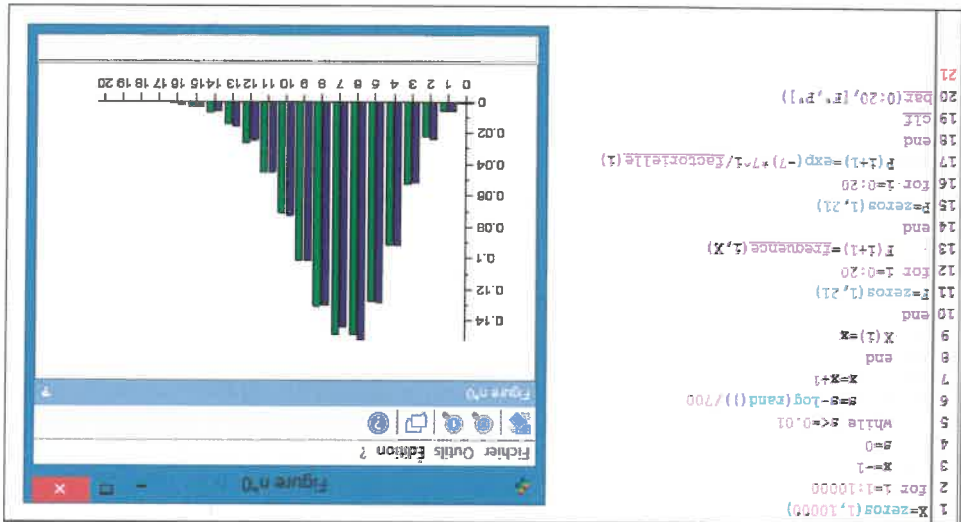 1 X=zeros(1,10000)
2 for i=1:10000
3 x=-1
4 s=0
5 while s<=0.01
6 s=s-log(rand())/700
7 x=x+1
8 end
9 X(i)=x
10 end
11 F=zeros(1,21)
12 for i=0:20
13 F(i+1)=frequence(i,X)
14 end
15 P=zeros(1,21)
16 for i=0:20
17 P(i+1)=exp(-7)*7^i/factorielle(i)
18 end
19 clf
20 bar(0:20,[F',P'])
21
Figure n°0
Fichier Outils Édition ?
Figure n°0
0.14
0.12
0.1
0.08
0.06
0.04
0.02
0
0 1 2 3 4 5 6 7 8 9 10 11 12 13 14 15 16 17 18 19 20